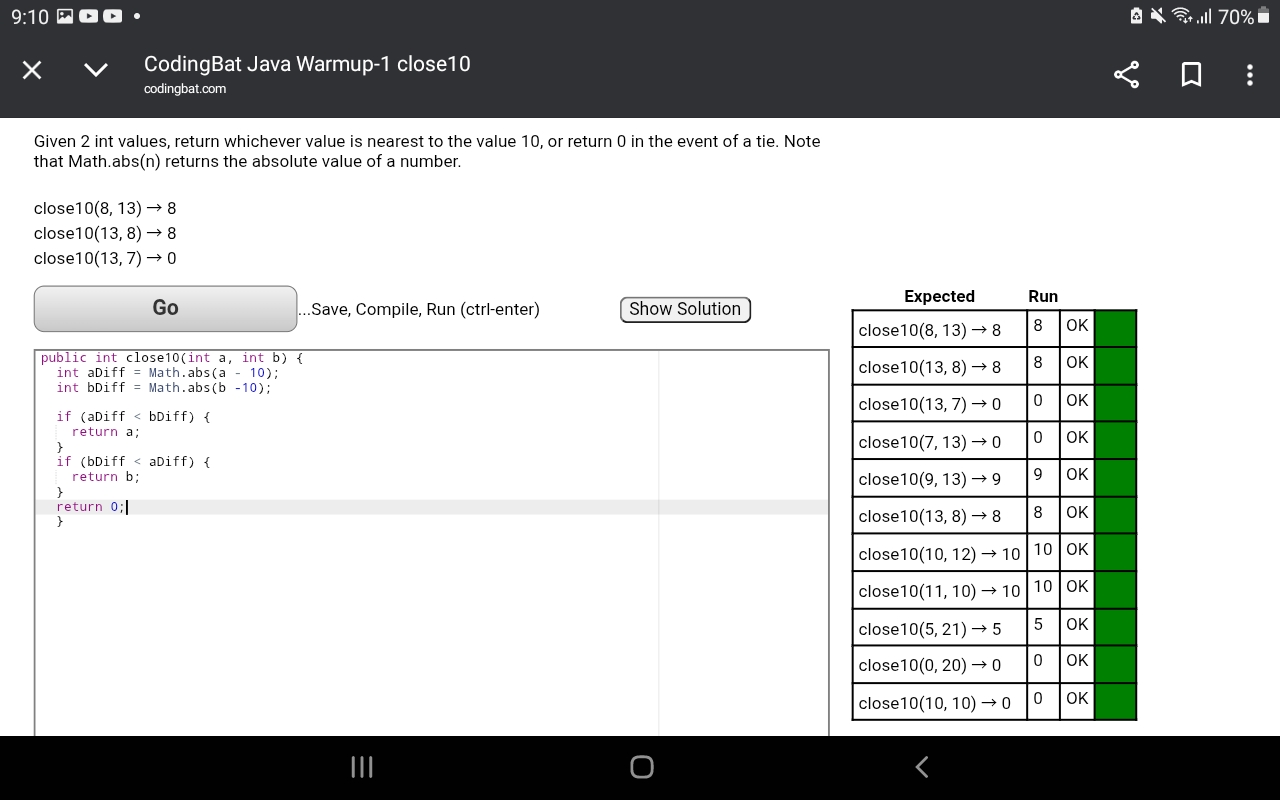 9:10
70%
CodingBat Java Warmup-1 close10
codingbat.com
Given 2 int values, return whichever value is nearest to the value 10, or return 0 in the event of a tie. Note
that Math.abs(n) returns the absolute value of a number.
close10(8, 13) → 8
close10(13, 8) → 8
close10(13, 7) → 0
Go
...Save, Compile, Run (ctrl-enter)
Show Solution
public int close10(int a, int b) {
  int aDiff = Math.abs(a - 10);
  int bDiff = Math.abs(b -10);
  if (aDiff < bDiff) {
    return a;
  }
  if (bDiff < aDiff) {
    return b;
  }
  return 0;
  }
Expected Run
close10(8, 13) → 8 8 OK
close10(13, 8) → 8 8 OK
close10(13, 7) → 0 0 OK
close10(7, 13) → 0 0 OK
close10(9, 13) → 9 9 OK
close10(13, 8) → 8 8 OK
close10(10, 12) → 10 10 OK
close10(11, 10) → 10 10 OK
close10(5, 21) → 5 5 OK
close10(0, 20) → 0 0 OK
close10(10, 10) → 0 0 OK